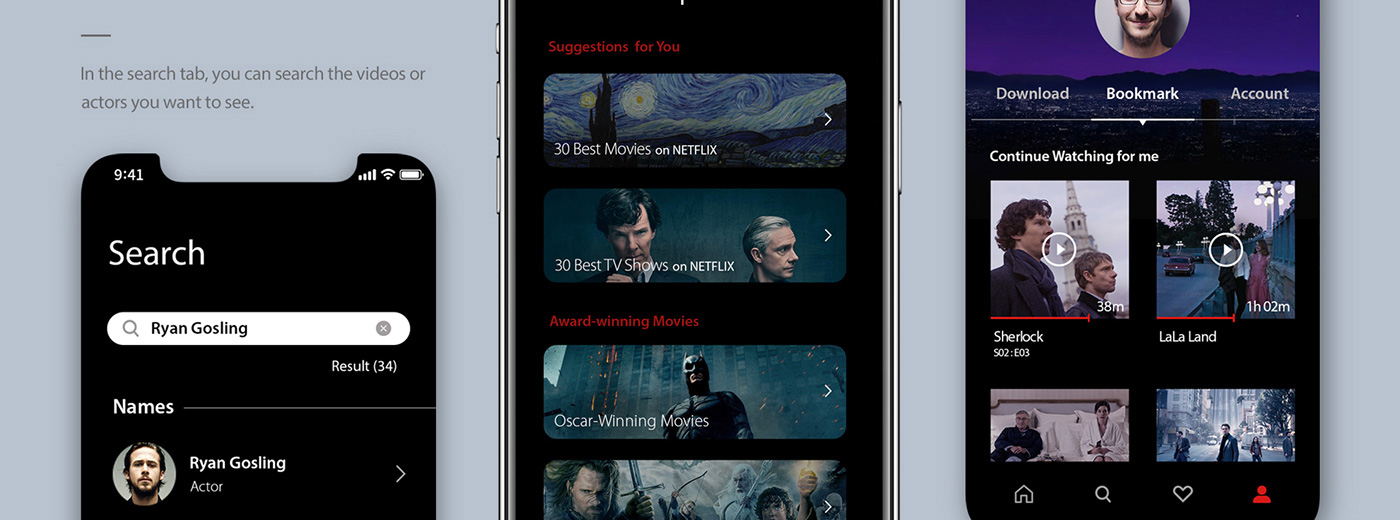 In the search tab, you can search the videos or
actors you want to see.
9:41
Search
Ryan Gosling
Result (34)
Names
Ryan Gosling
Actor
Suggestions for You
30 Best Movies on NETFLIX
30 Best TV Shows on NETFLIX
Award-winning Movies
Oscar-Winning Movies
Download Bookmark Account
Continue Watching for me
38m
1h 02m
Sherlock
S02:E03
LaLa Land